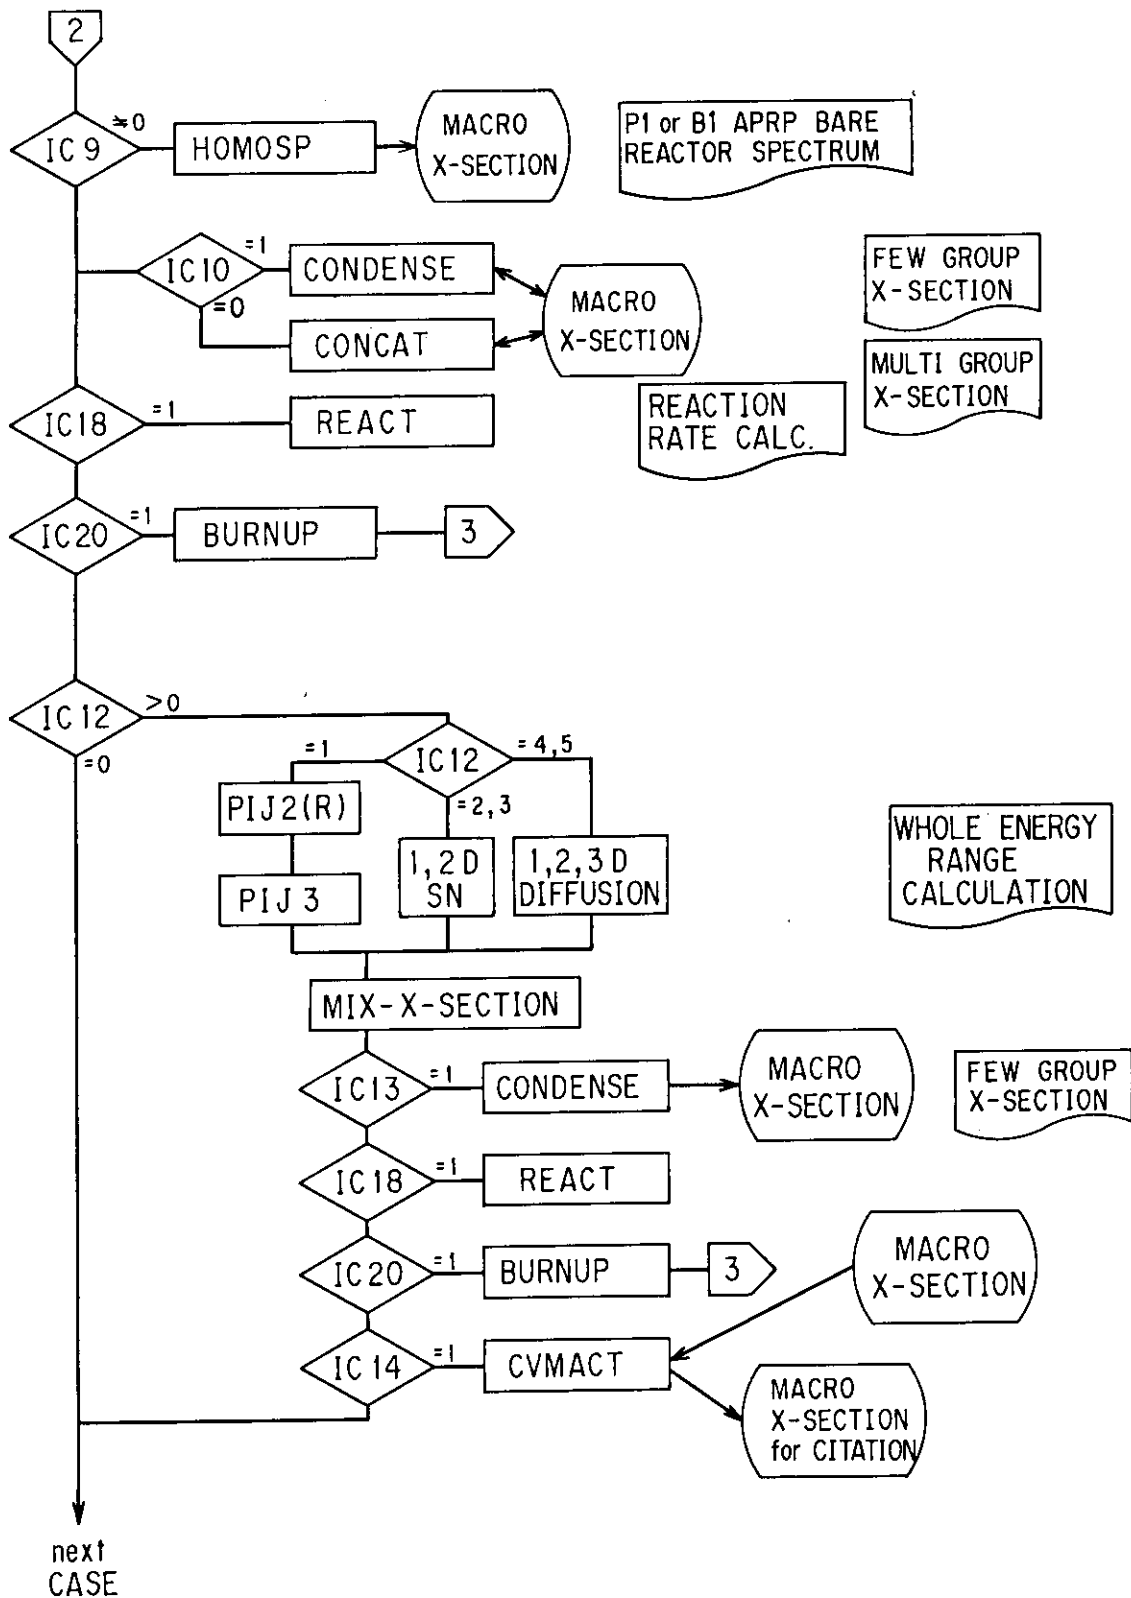 2
IC 9
≒0
HOMOSP
MACRO
X-SECTION
P1 or B1 APRP BARE
REACTOR SPECTRUM
IC10
=1
CONDENSE
=0
CONCAT
MACRO
X-SECTION
FEW GROUP
X-SECTION
MULTI GROUP
X-SECTION
IC18
=1
REACT
REACTION
RATE CALC.
IC20
=1
BURNUP
3
IC 12
>0
=0
IC12
=1
=4,5
=2,3
PIJ2(R)
PIJ 3
1,2 D
SN
1,2,3 D
DIFFUSION
WHOLE ENERGY
RANGE
CALCULATION
MIX-X-SECTION
IC13
=1
CONDENSE
MACRO
X-SECTION
FEW GROUP
X-SECTION
IC18
=1
REACT
IC20
=1
BURNUP
3
MACRO
X-SECTION
IC 14
=1
CVMACT
MACRO
X-SECTION
for CITATION
next
CASE